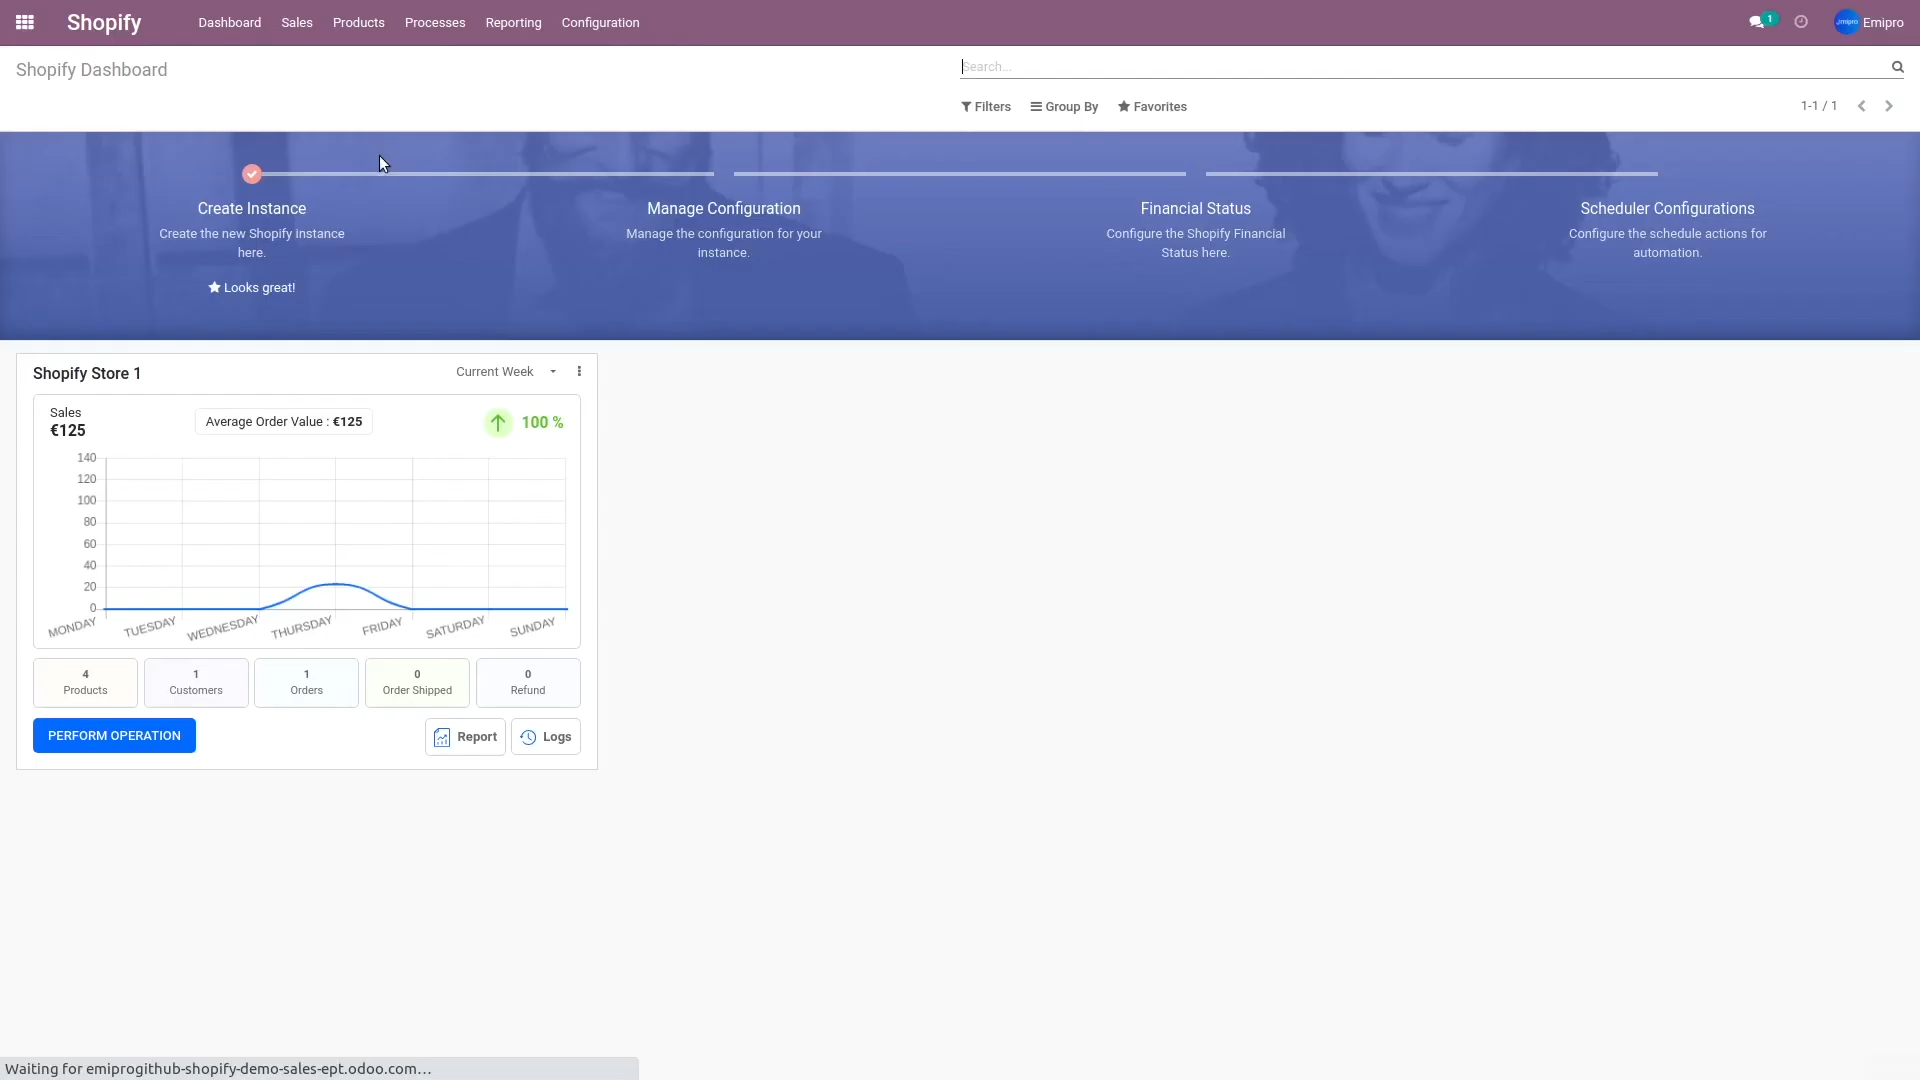 Shopify
Dashboard
Sales
Products
Processes
Reporting
Configuration
1
Emipro
Shopify Dashboard
Search...
Filters
Group By
Favorites
1-1 / 1
Create Instance
Create the new Shopify instance
here.
Looks great!
Manage Configuration
Manage the configuration for your
instance.
Financial Status
Configure the Shopify Financial
Status here.
Scheduler Configurations
Configure the schedule actions for
automation.
Shopify Store 1
Current Week
Sales
€125
Average Order Value : €125
100 %
140
120
100
80
60
40
20
0
MONDAY
TUESDAY
WEDNESDAY
THURSDAY
FRIDAY
SATURDAY
SUNDAY
4
Products
1
Customers
1
Orders
0
Order Shipped
0
Refund
PERFORM OPERATION
Report
Logs
Waiting for emiprogithub-shopify-demo-sales-ept.odoo.com...